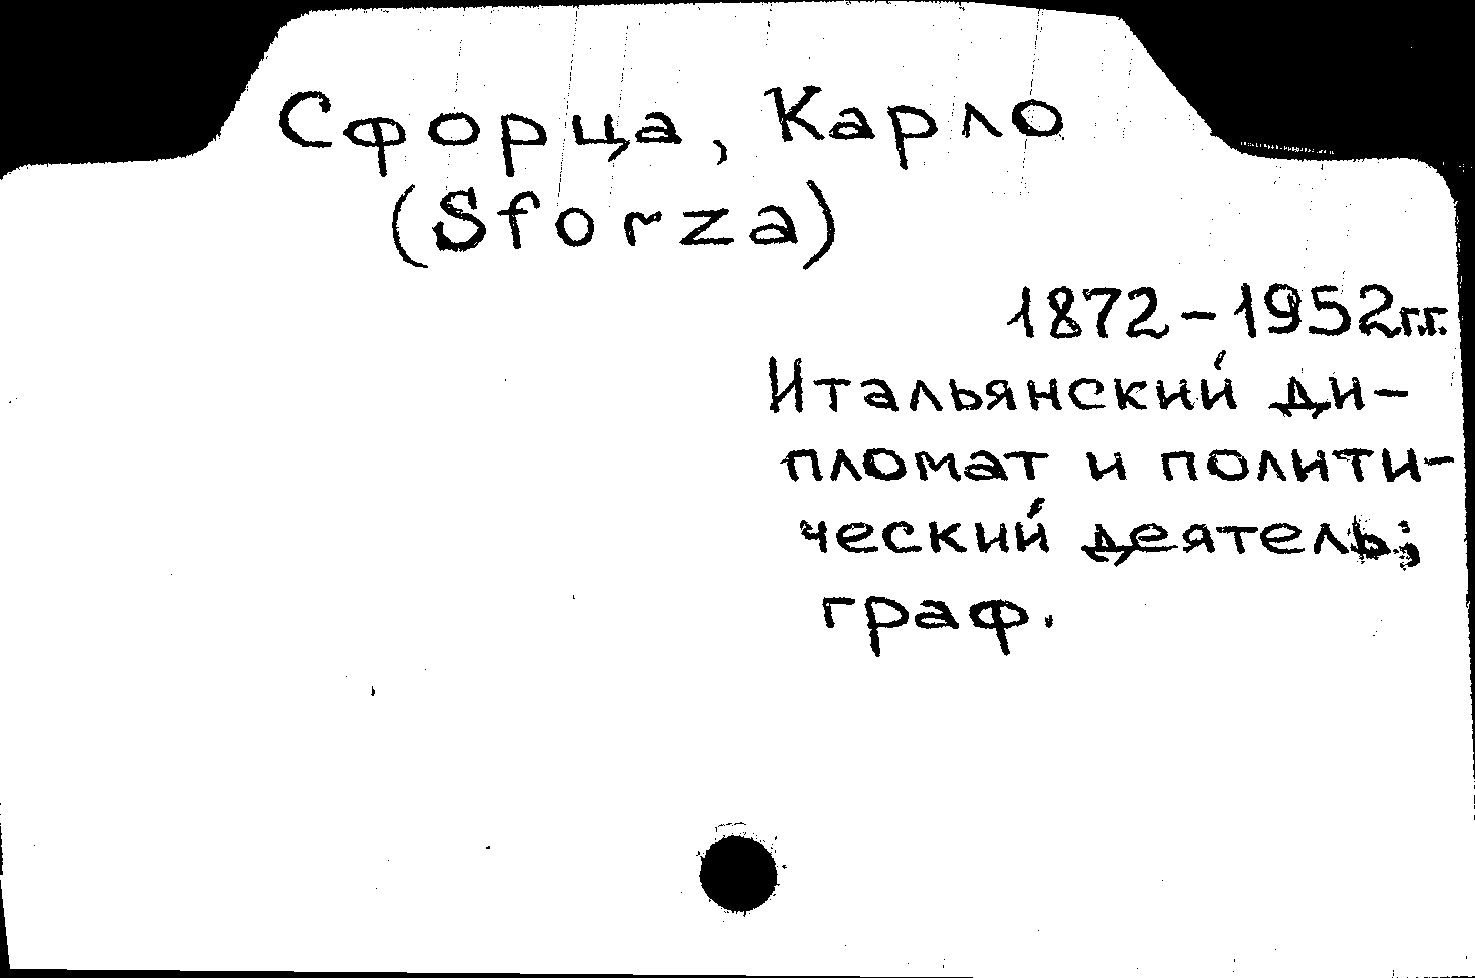 Сфорца, Карло
(Sforza)
1872-1952гг.
Итальянский ди-
пломат и полити-
ческий деятель;
граф.